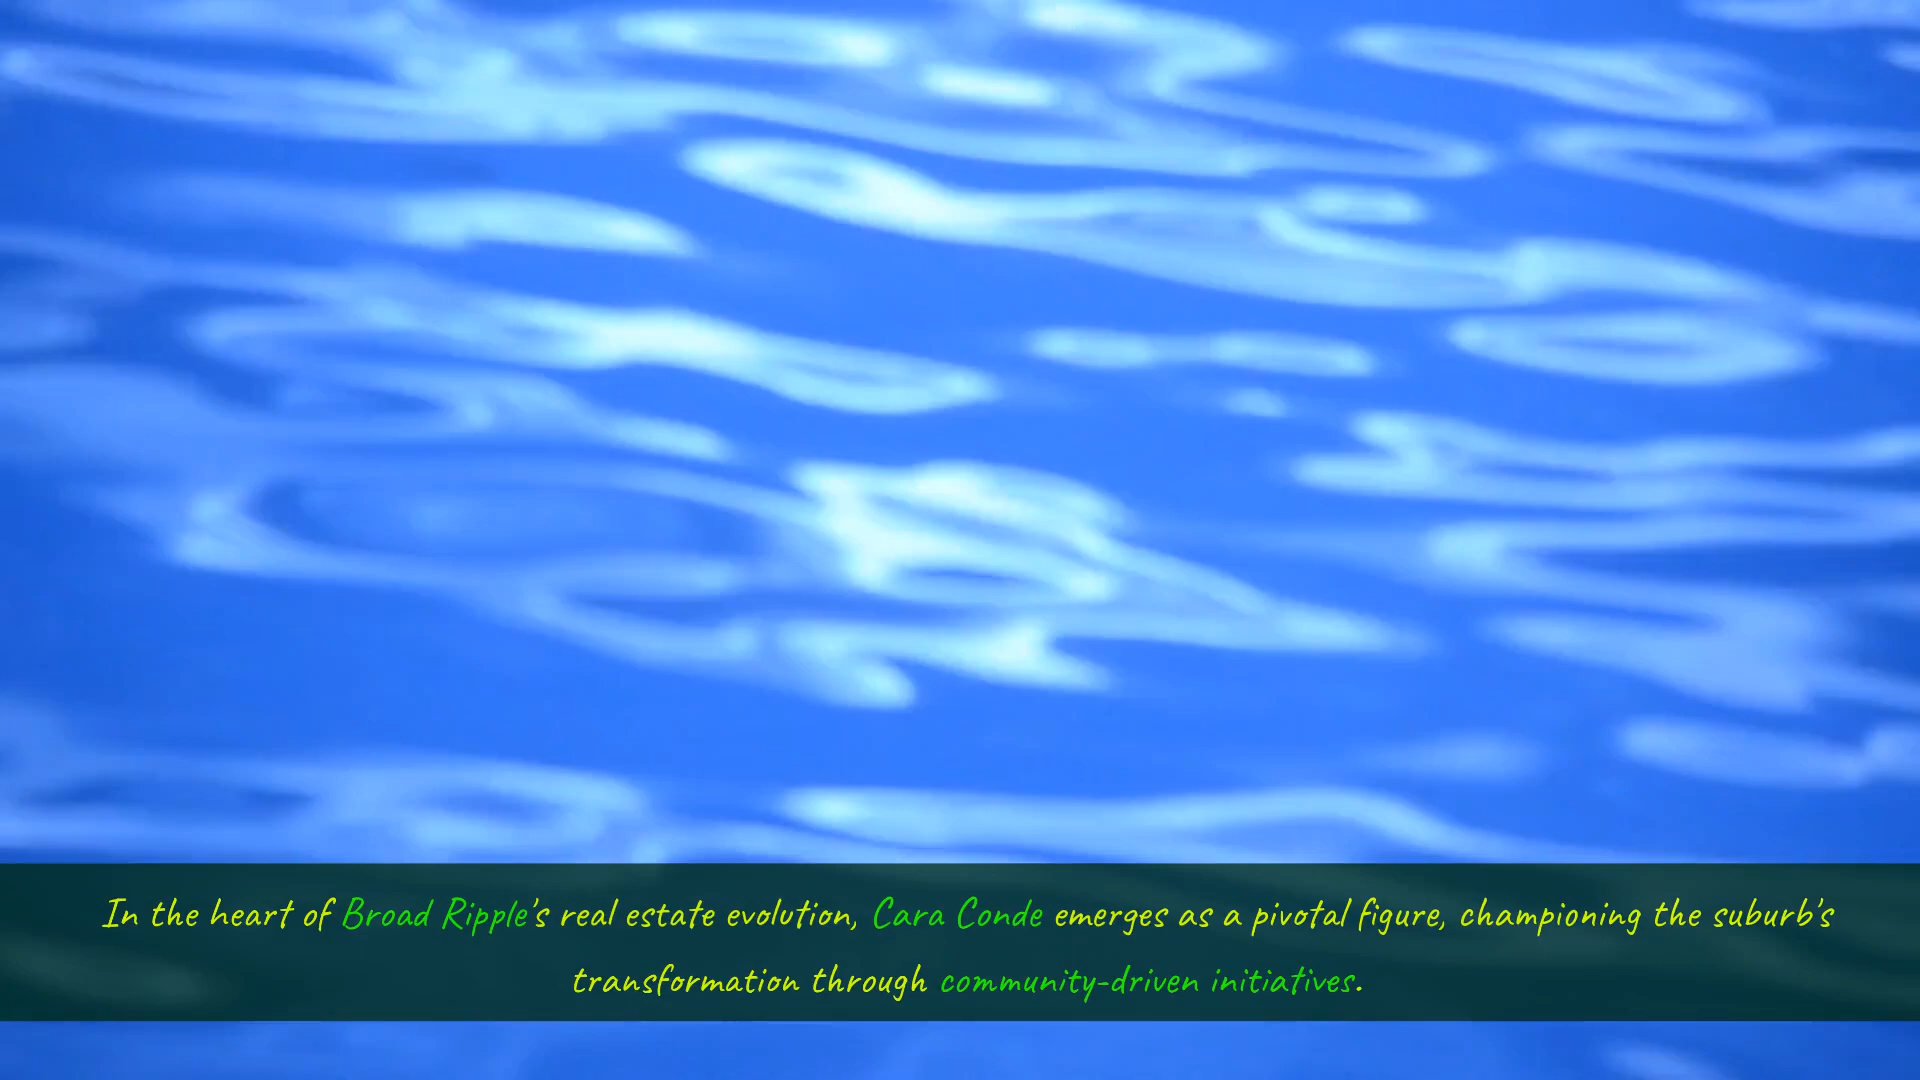 In the heart of Broad Ripple's real estate evolution, Cara Conde emerges as a pivotal figure, championing the suburb's
transformation through community-driven initiatives.